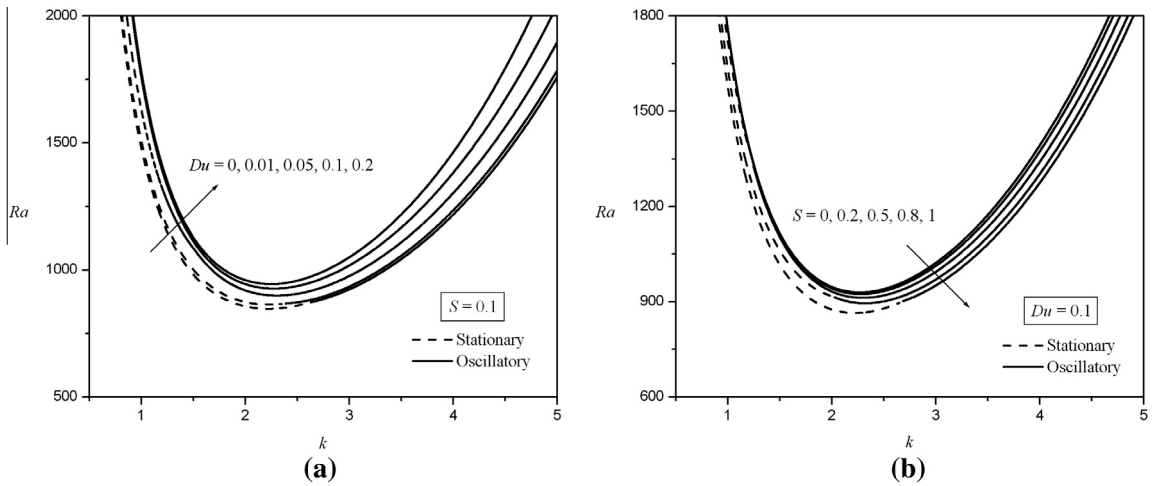 2000
1500
1000
500
Ra
Du = 0, 0.01, 0.05, 0.1, 0.2
S = 0.1
Stationary
Oscillatory
1
2
3
4
5
k
(a)
1800
1500
1200
900
600
Ra
S = 0, 0.2, 0.5, 0.8, 1
Du = 0.1
Stationary
Oscillatory
1
2
3
4
5
k
(b)